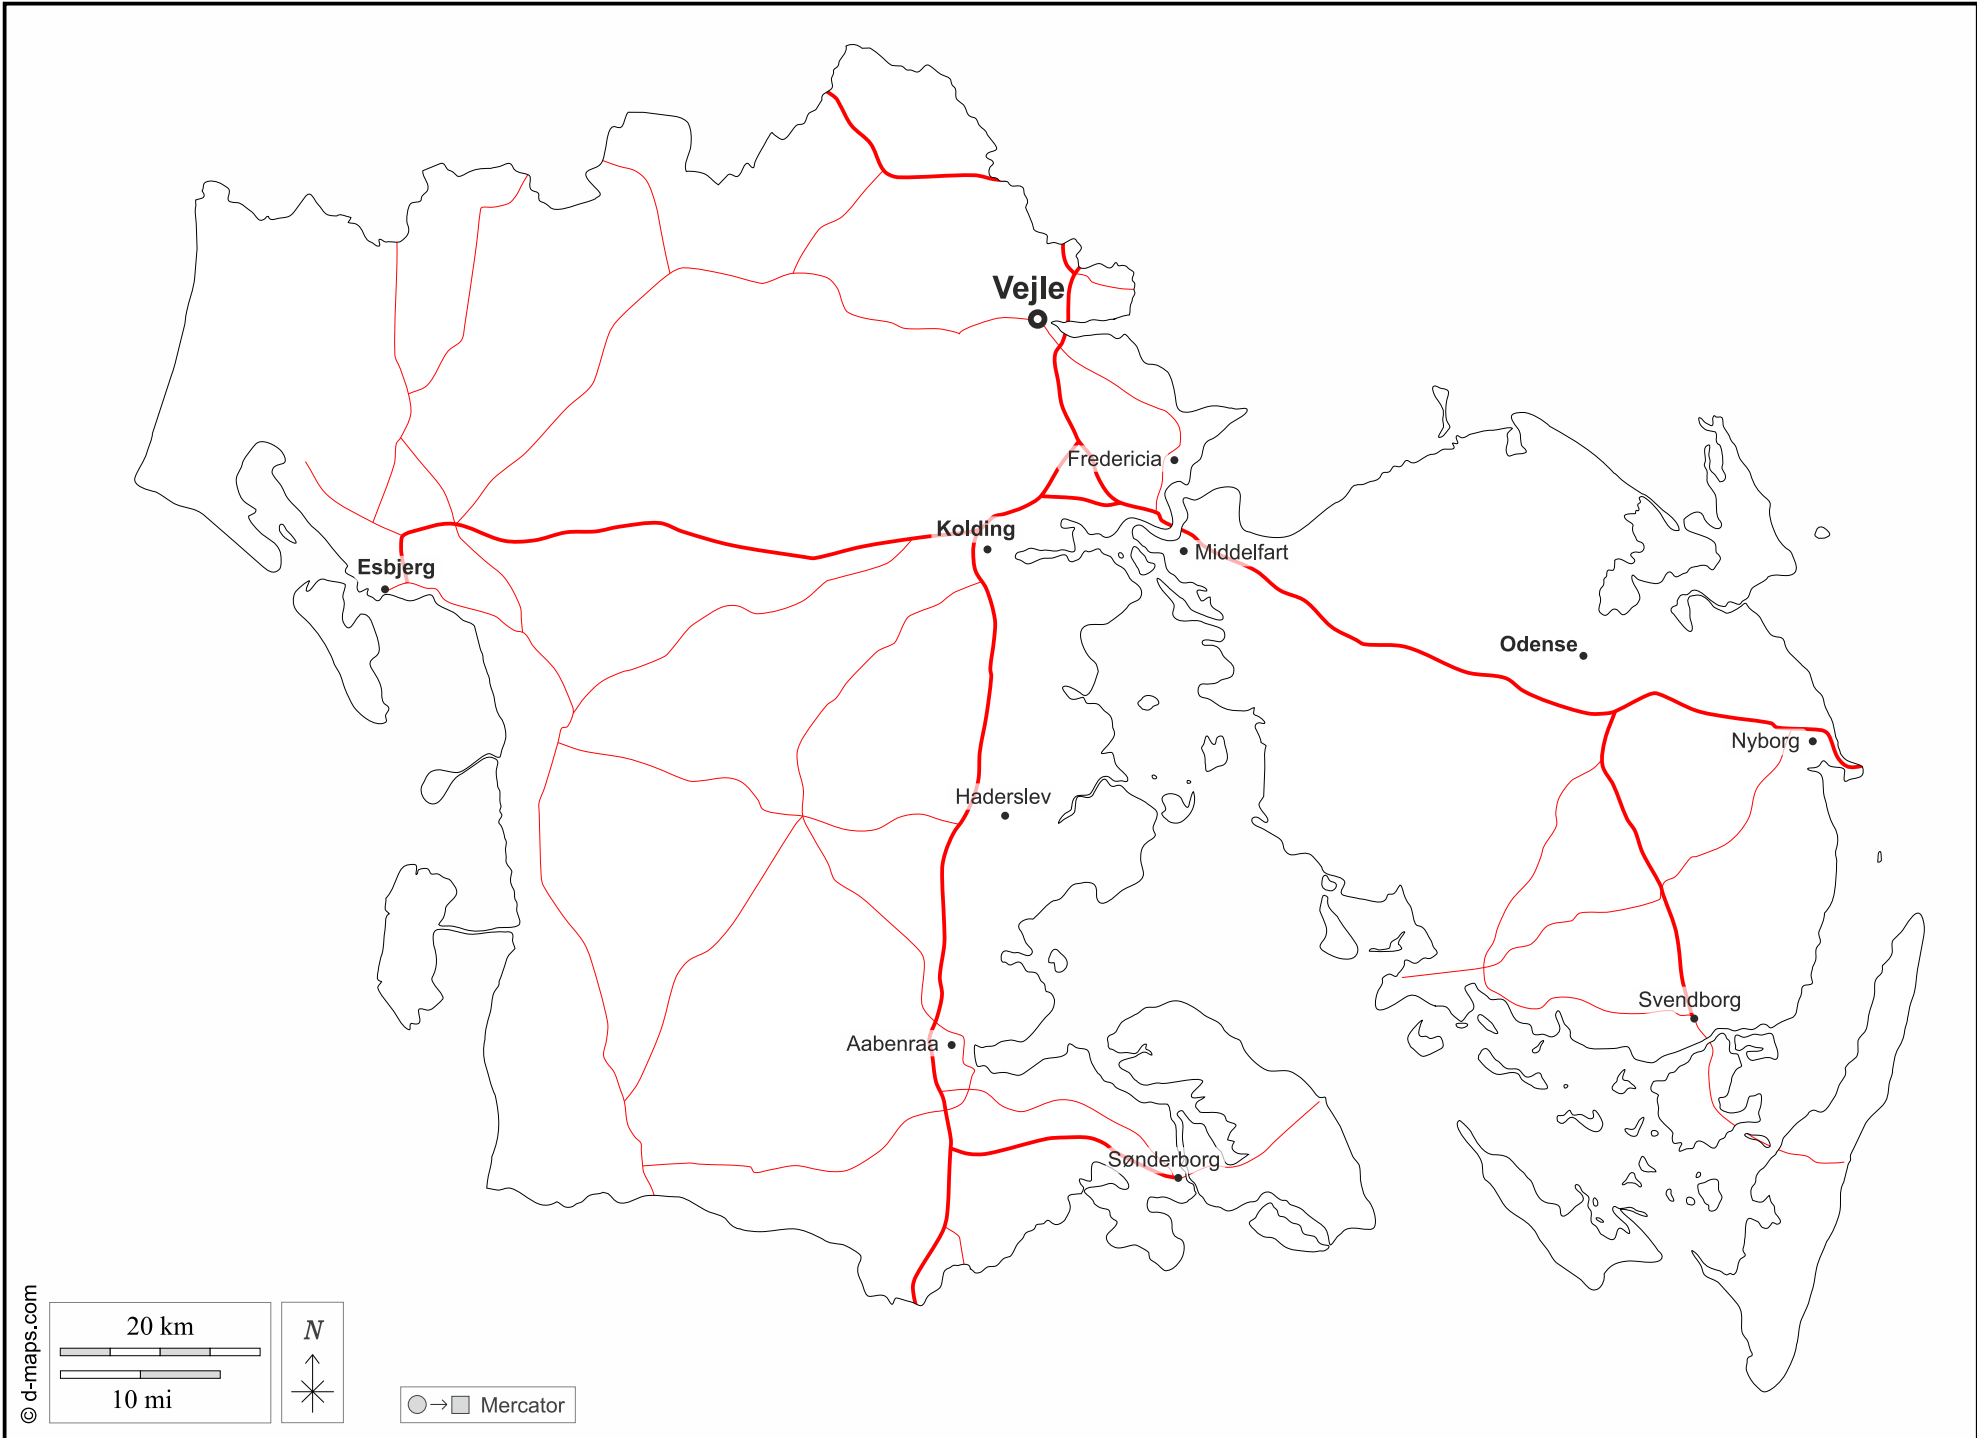 Vejle
Fredericia
Kolding
Middelfart
Esbjerg
Odense
Nyborg
Haderslev
Svendborg
Aabenraa
Sønderborg
20 km
10 mi
N
Mercator
© d-maps.com